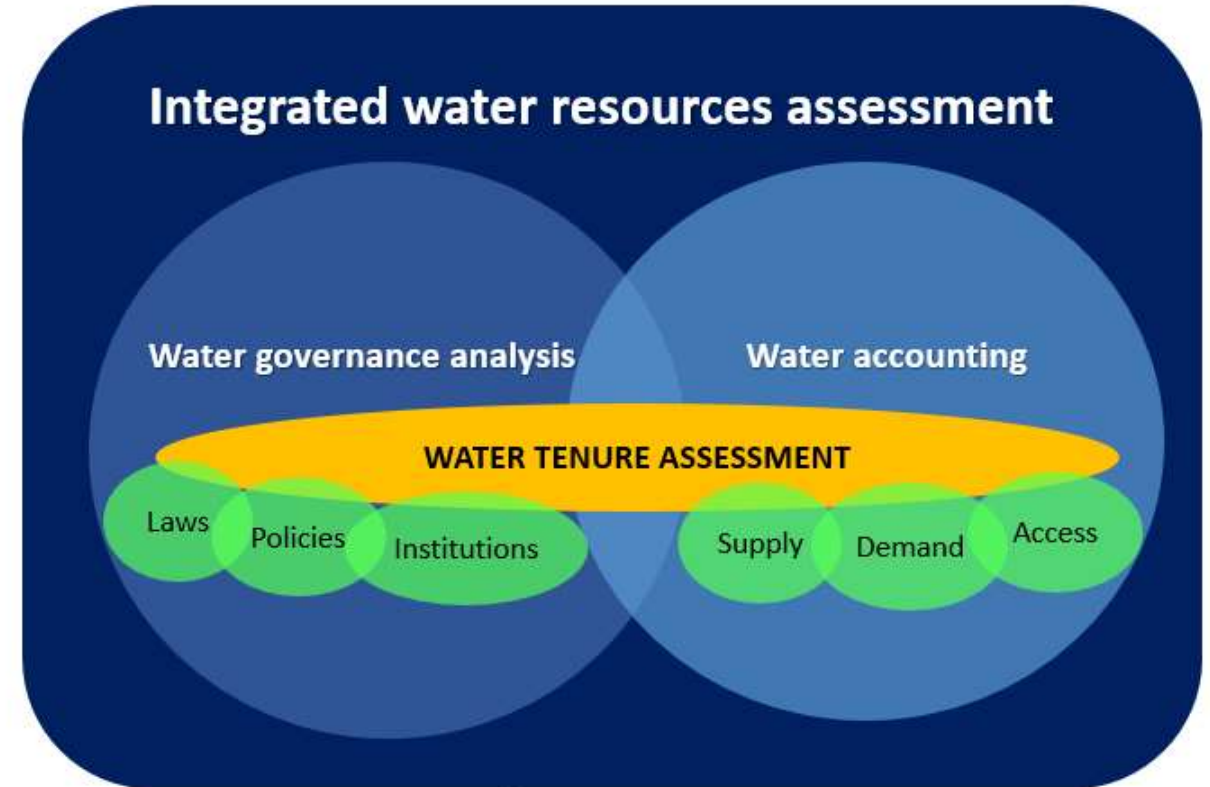 Integrated water resources assessment
Water governance analysis
Water accounting
WATER TENURE ASSESSMENT
Laws
Policies
Institutions
Supply
Demand
Access